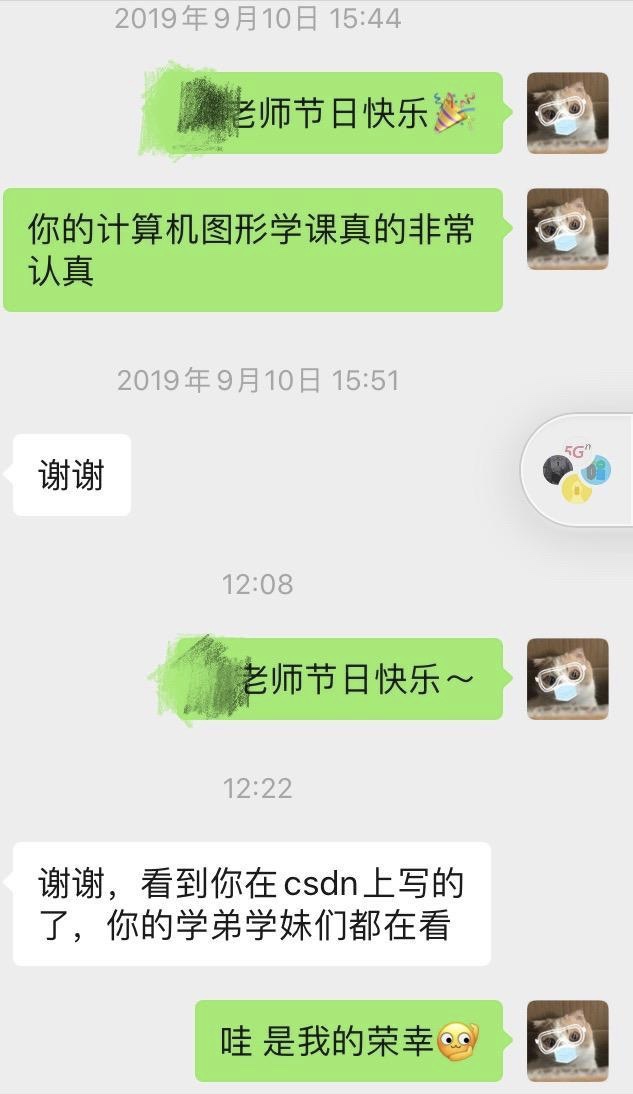 2019年9月10日 15:44
老师节日快乐🎉
你的计算机图形学课真的非常
认真
2019年9月10日 15:51
5Gⁿ
谢谢
12:08
老师节日快乐～
12:22
谢谢，看到你在csdn上写的
了，你的学弟学妹们都在看
哇 是我的荣幸